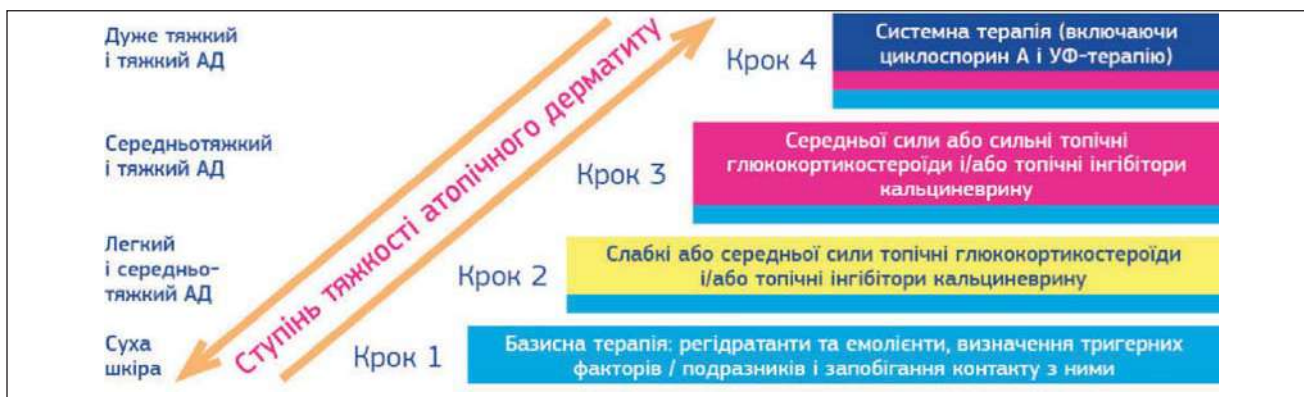 Дуже тяжкий
і тяжкий АД
Крок 4
Системна терапія (включаючи
циклоспорин А і УФ-терапію)
Середньотяжкий
і тяжкий АД
Крок 3
Середньої сили або сильні топічні
глюкокортикостероїди і/або топічні інгібітори
кальциневрину
Легкий
і середньо-
тяжкий АД
Крок 2
Слабкі або середньої сили топічні глюкокортикостероїди
і/або топічні інгібітори кальциневрину
Суха
шкіра
Крок 1
Базисна терапія: регідратанти та емолієнти, визначення тригерних
факторів / подразників і запобігання контакту з ними
Ступінь тяжкості атопічного дерматиту